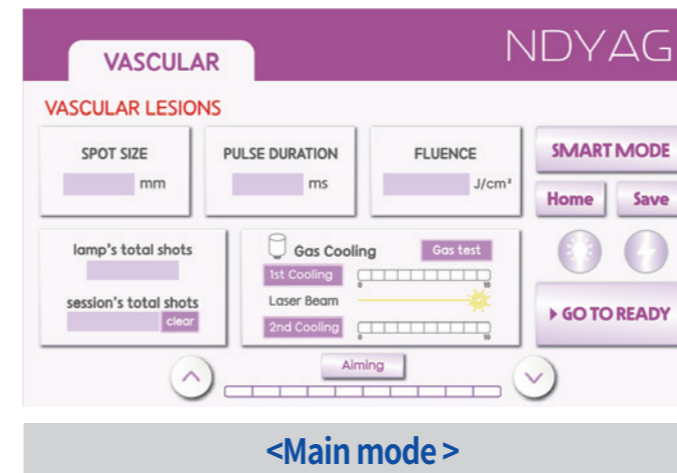 NDYAG
VASCULAR
VASCULAR LESIONS
SPOT SIZE
mm
PULSE DURATION
ms
FLUENCE
J/cm²
SMART MODE
Home
Save
lamp's total shots
session's total shots
clear
Gas Cooling
Gas test
1st Cooling
0
10
Laser Beam
2nd Cooling
0
10
▶ GO TO READY
Aiming
<Main mode >